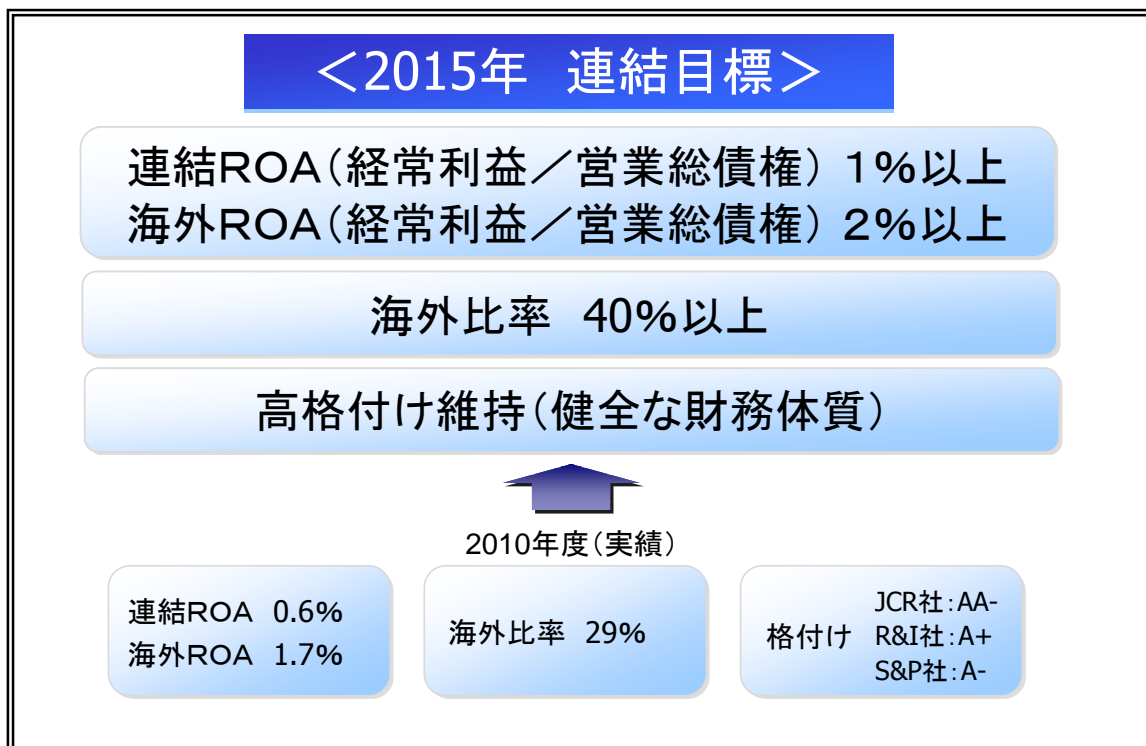 ＜2015年　連結目標＞
連結ROA（経常利益／営業総債権） 1％以上
海外ROA（経常利益／営業総債権） 2％以上
海外比率　40％以上
高格付け維持（健全な財務体質）
2010年度（実績）
連結ROA　0.6%
海外ROA　1.7%
海外比率　29%
格付け
JCR社：AA-
R&I社：A+
S&P社：A-